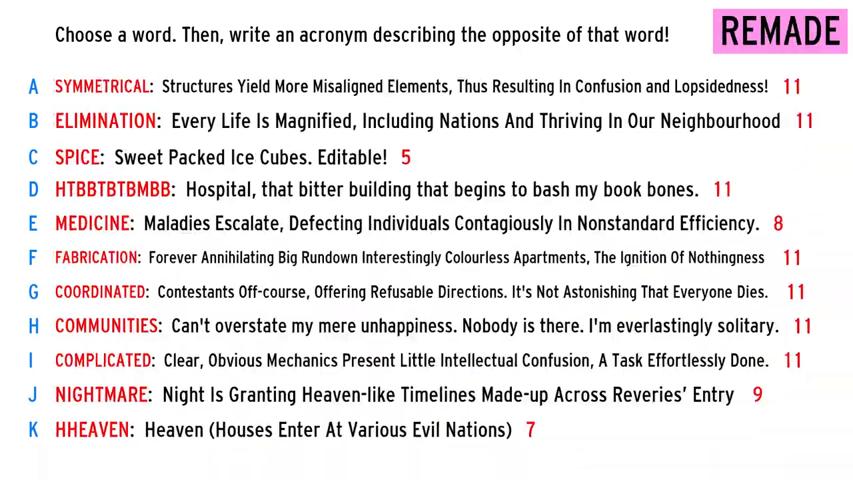 Choose a word. Then, write an acronym describing the opposite of that word! REMADE
A SYMMETRICAL: Structures Yield More Misaligned Elements, Thus Resulting In Confusion and Lopsidedness! 11
B ELIMINATION: Every Life Is Magnified, Including Nations And Thriving In Our Neighbourhood 11
C SPICE: Sweet Packed Ice Cubes. Editable! 5
D HTBBTBTBMBB: Hospital, that bitter building that begins to bash my book bones. 11
E MEDICINE: Maladies Escalate, Defecting Individuals Contagiously In Nonstandard Efficiency. 8
F FABRICATION: Forever Annihilating Big Rundown Interestingly Colourless Apartments, The Ignition Of Nothingness 11
G COORDINATED: Contestants Off-course, Offering Refusable Directions. It's Not Astonishing That Everyone Dies. 11
H COMMUNITIES: Can't overstate my mere unhappiness. Nobody is there. I'm everlastingly solitary. 11
I COMPLICATED: Clear, Obvious Mechanics Present Little Intellectual Confusion, A Task Effortlessly Done. 11
J NIGHTMARE: Night Is Granting Heaven-like Timelines Made-up Across Reveries' Entry 9
K HHEAVEN: Heaven (Houses Enter At Various Evil Nations) 7